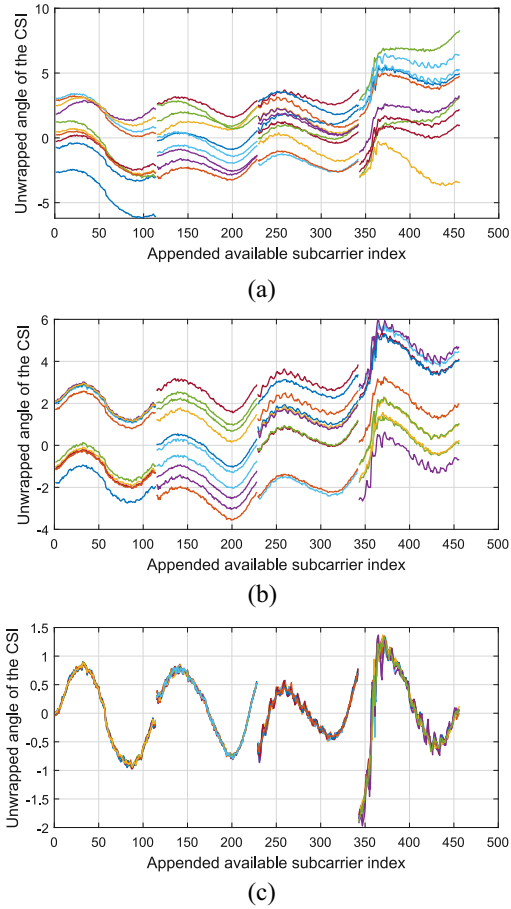 Unwrapped angle of the CSI
10
5
0
-5
0 50 100 150 200 250 300 350 400 450 500
Appended available subcarrier index
(a)
Unwrapped angle of the CSI
6
4
2
0
-2
-4
0 50 100 150 200 250 300 350 400 450 500
Appended available subcarrier index
(b)
Unwrapped angle of the CSI
1.5
1
0.5
0
-0.5
-1
-1.5
-2
0 50 100 150 200 250 300 350 400 450 500
Appended available subcarrier index
(c)